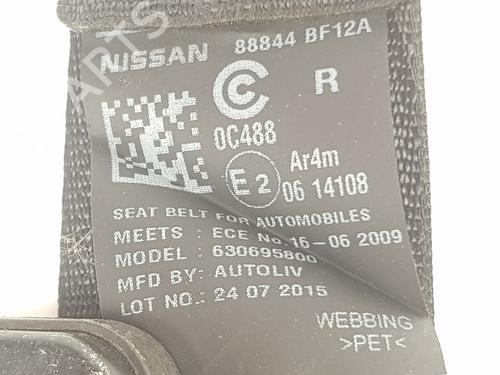 NISSAN 88844 BF12A
C R
0C488
E2 Ar4m
06 14108
SEAT BELT FOR AUTOMOBILES
MEETS : ECE No.16-06 2009
MODEL : 630695800
MFD BY: AUTOLIV
LOT NO.: 24 07 2015
WEBBING
>PET<